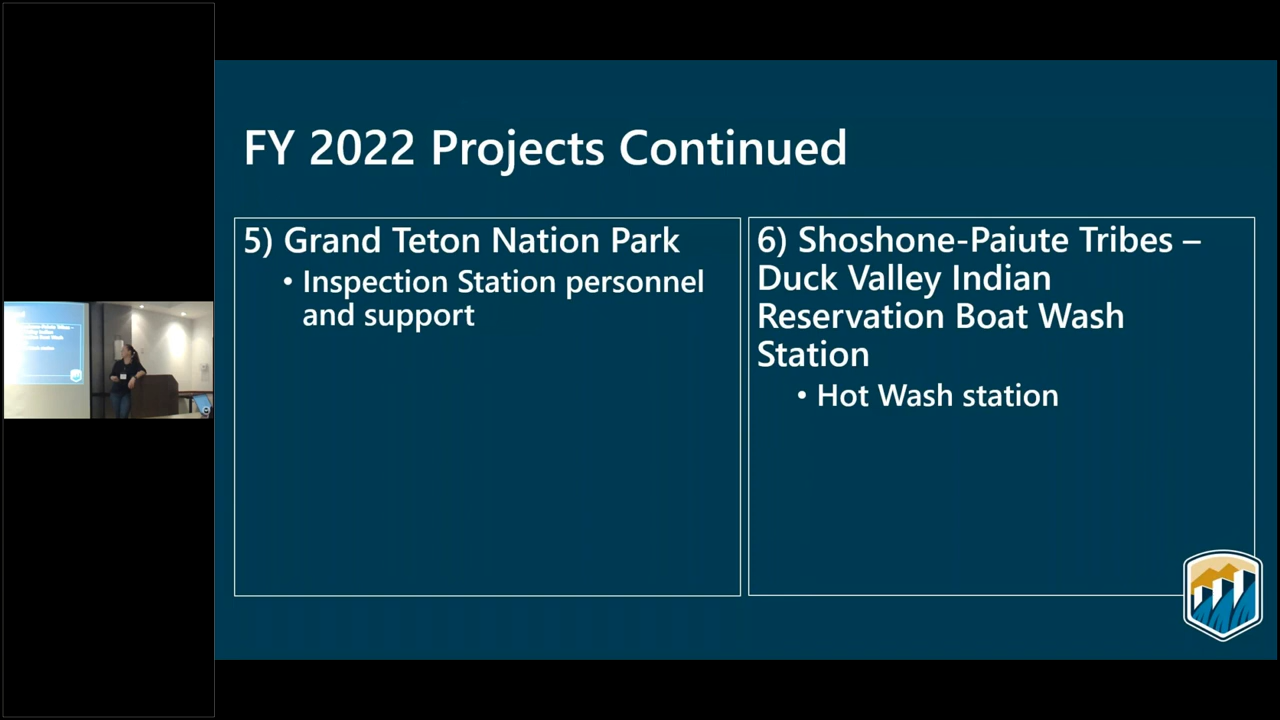 FY 2022 Projects Continued
5) Grand Teton Nation Park
• Inspection Station personnel
and support
6) Shoshone-Paiute Tribes –
Duck Valley Indian
Reservation Boat Wash
Station
• Hot Wash station